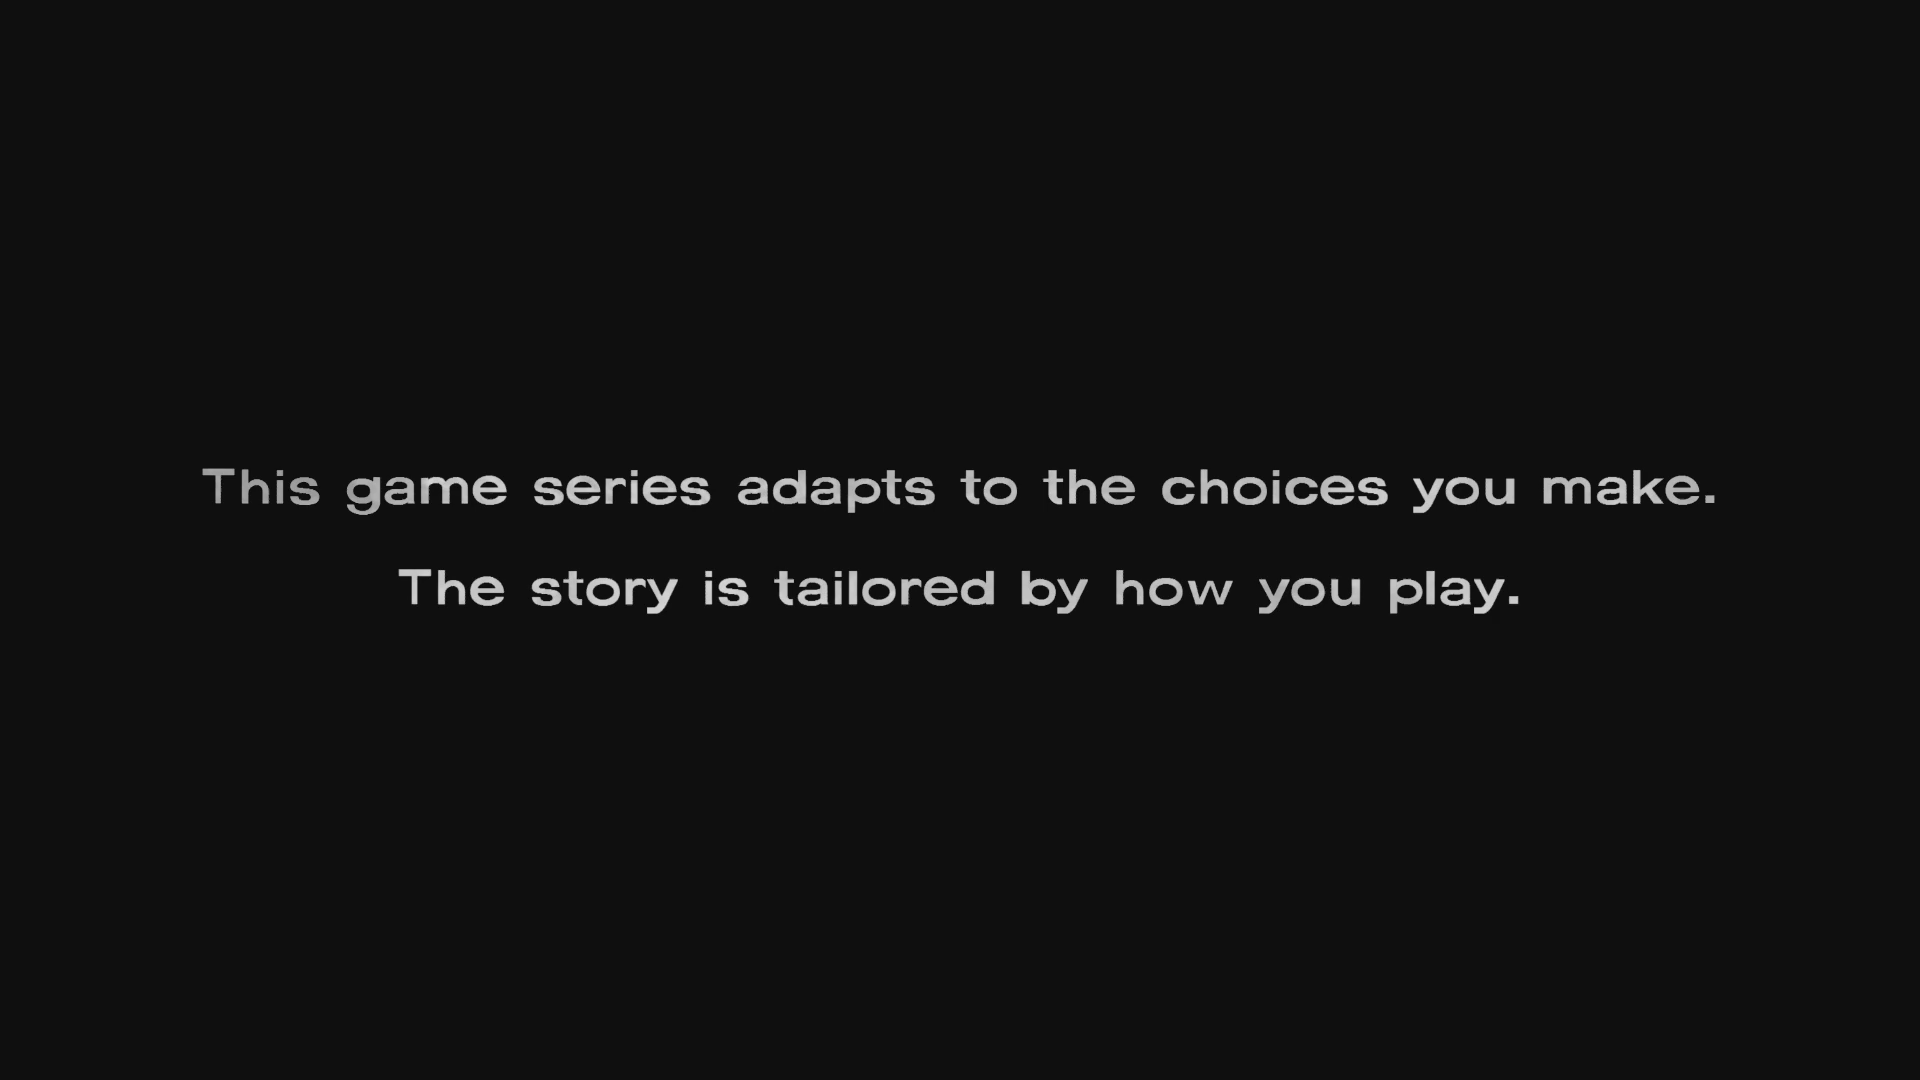 This game series adapts to the choices you make.
The story is tailored by how you play.